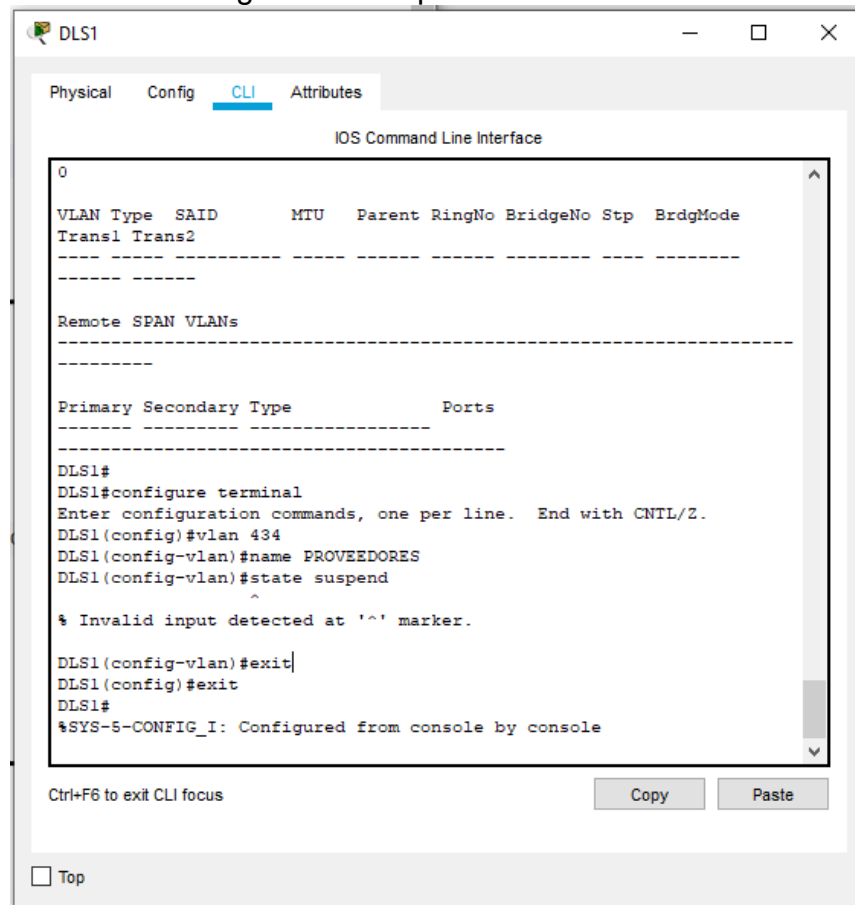 DLS1
Physical Config CLI Attributes
IOS Command Line Interface
0
VLAN Type  SAID       MTU   Parent RingNo BridgeNo Stp  BrdgMode
Trans1 Trans2
---- ----- ---------- ----- ------ ------ -------- ---- --------
------ ------
Remote SPAN VLANs
----------------------------------------------------------------------
---------
Primary Secondary Type              Ports
------- --------- -----------------
-------------------------------------------
DLS1#
DLS1#configure terminal
Enter configuration commands, one per line.  End with CNTL/Z.
DLS1(config)#vlan 434
DLS1(config-vlan)#name PROVEEDORES
DLS1(config-vlan)#state suspend
^
% Invalid input detected at '^' marker.
DLS1(config-vlan)#exit
DLS1(config)#exit
DLS1#
%SYS-5-CONFIG_I: Configured from console by console
Ctrl+F6 to exit CLI focus
Copy Paste
Top